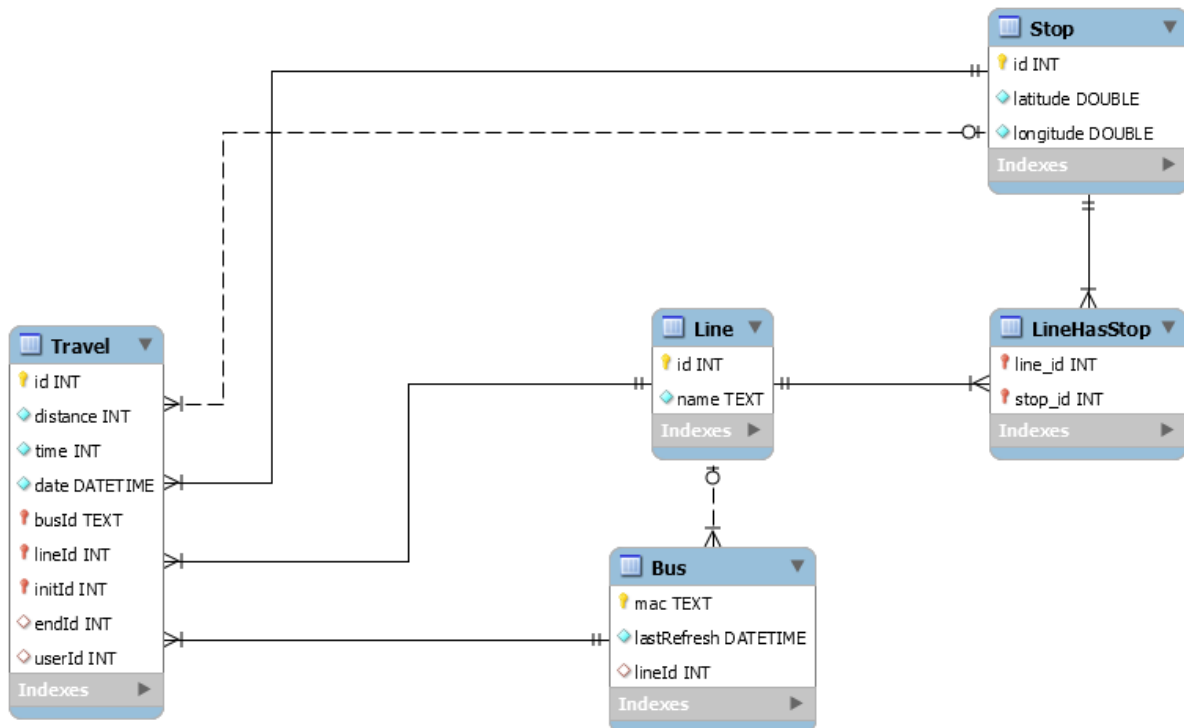 Stop
id INT
latitude DOUBLE
longitude DOUBLE
Indexes
Travel
id INT
distance INT
time INT
date DATETIME
busId TEXT
lineId INT
initId INT
endId INT
userId INT
Indexes
Line
id INT
name TEXT
Indexes
LineHasStop
line_id INT
stop_id INT
Indexes
Bus
mac TEXT
lastRefresh DATETIME
lineId INT
Indexes